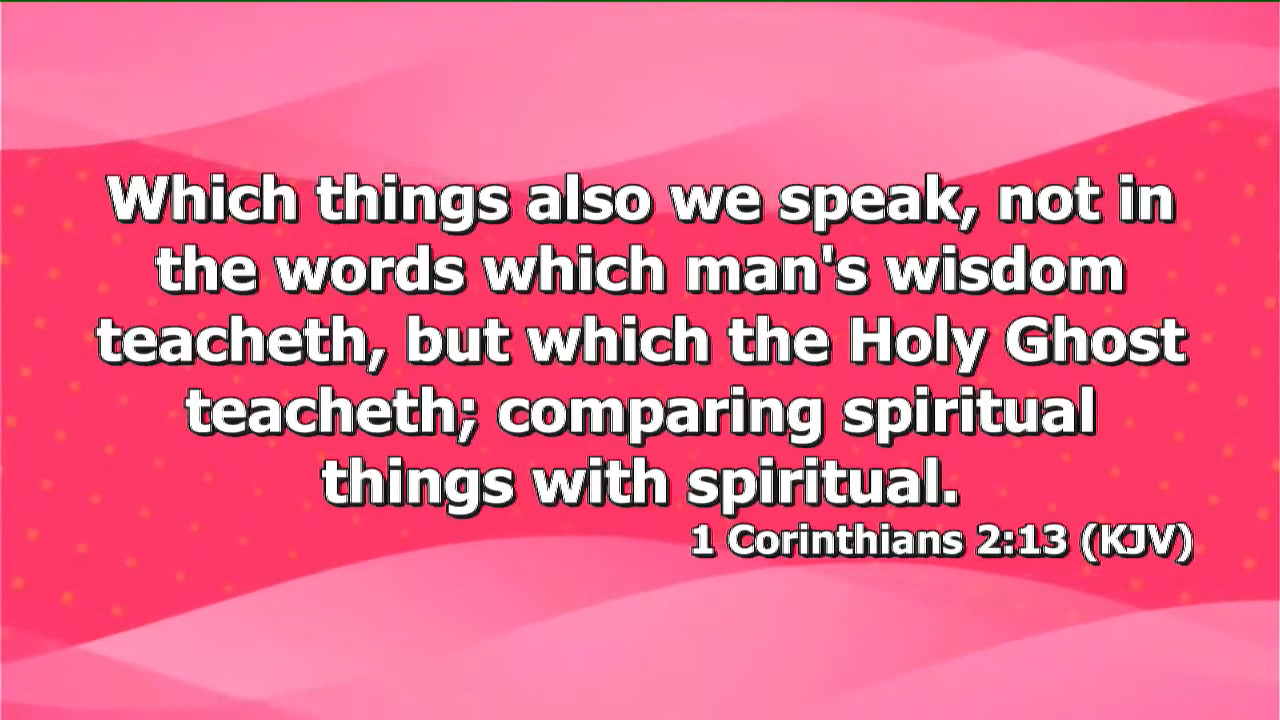 Which things also we speak, not in
the words which man's wisdom
teacheth, but which the Holy Ghost
teacheth; comparing spiritual
things with spiritual.
1 Corinthians 2:13 (KJV)